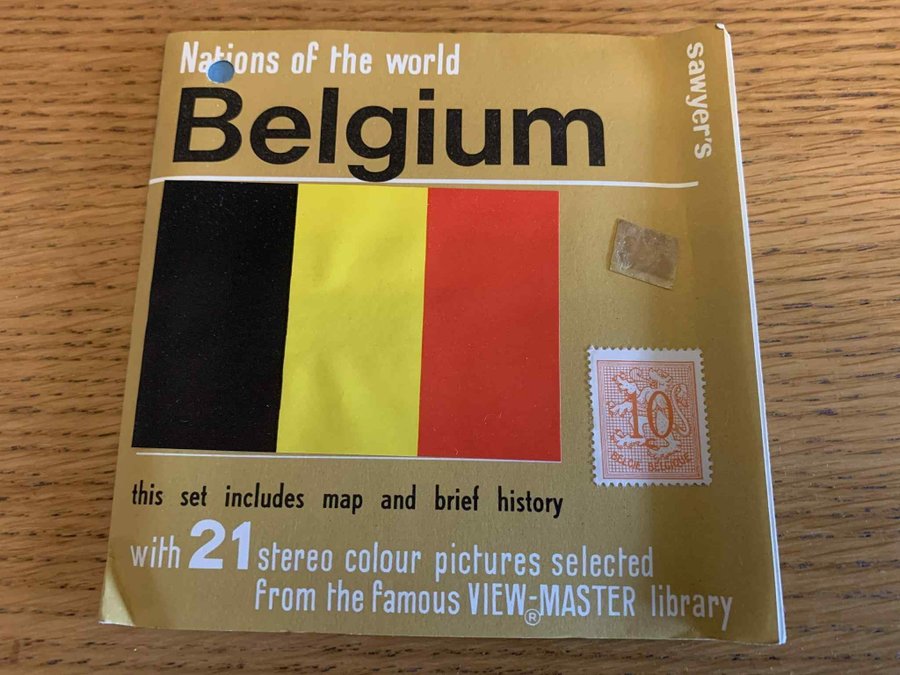 Nations of the world
Belgium
sawyer's
10
BELGIE-BELGIQUE
this set includes map and brief history
with 21 stereo colour pictures selected
from the famous VIEW-MASTER library
®